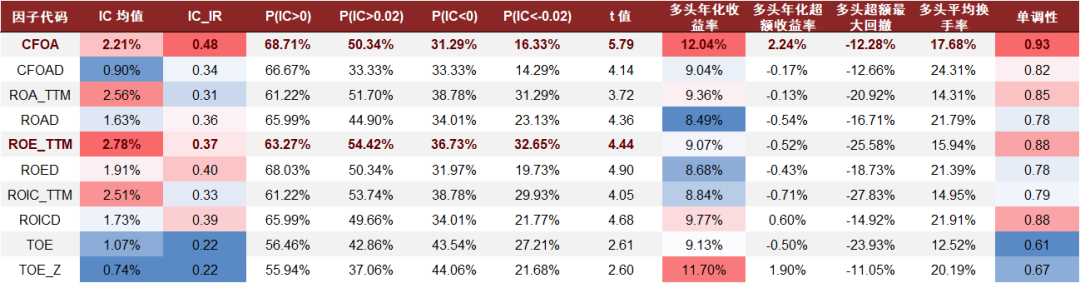 因子代码 IC 均值 IC_IR P(IC>0) P(IC>0.02) P(IC<0) P(IC<-0.02) t 值 多头年化收益率 多头年化超额收益率 多头超额最大回撤 多头平均换手率 单调性
CFOA 2.21% 0.48 68.71% 50.34% 31.29% 16.33% 5.79 12.04% 2.24% -12.28% 17.68% 0.93
CFOAD 0.90% 0.34 66.67% 33.33% 33.33% 14.29% 4.14 9.04% -0.17% -12.66% 24.31% 0.82
ROA_TTM 2.56% 0.31 61.22% 51.70% 38.78% 31.29% 3.72 9.36% -0.13% -20.92% 14.31% 0.85
ROAD 1.63% 0.36 65.99% 44.90% 34.01% 23.13% 4.36 8.49% -0.54% -16.71% 21.79% 0.78
ROE_TTM 2.78% 0.37 63.27% 54.42% 36.73% 32.65% 4.44 9.07% -0.52% -25.58% 15.94% 0.88
ROED 1.91% 0.40 68.03% 50.34% 31.97% 19.73% 4.90 8.68% -0.43% -18.73% 21.39% 0.78
ROIC_TTM 2.51% 0.33 61.22% 53.74% 38.78% 29.93% 4.05 8.84% -0.71% -27.83% 14.95% 0.79
ROICD 1.73% 0.39 65.99% 49.66% 34.01% 21.77% 4.68 9.77% 0.60% -14.92% 21.91% 0.88
TOE 1.07% 0.22 56.46% 42.86% 43.54% 27.21% 2.61 9.13% -0.50% -23.93% 12.52% 0.61
TOE_Z 0.74% 0.22 55.94% 37.06% 44.06% 21.68% 2.60 11.70% 1.90% -11.05% 20.19% 0.67